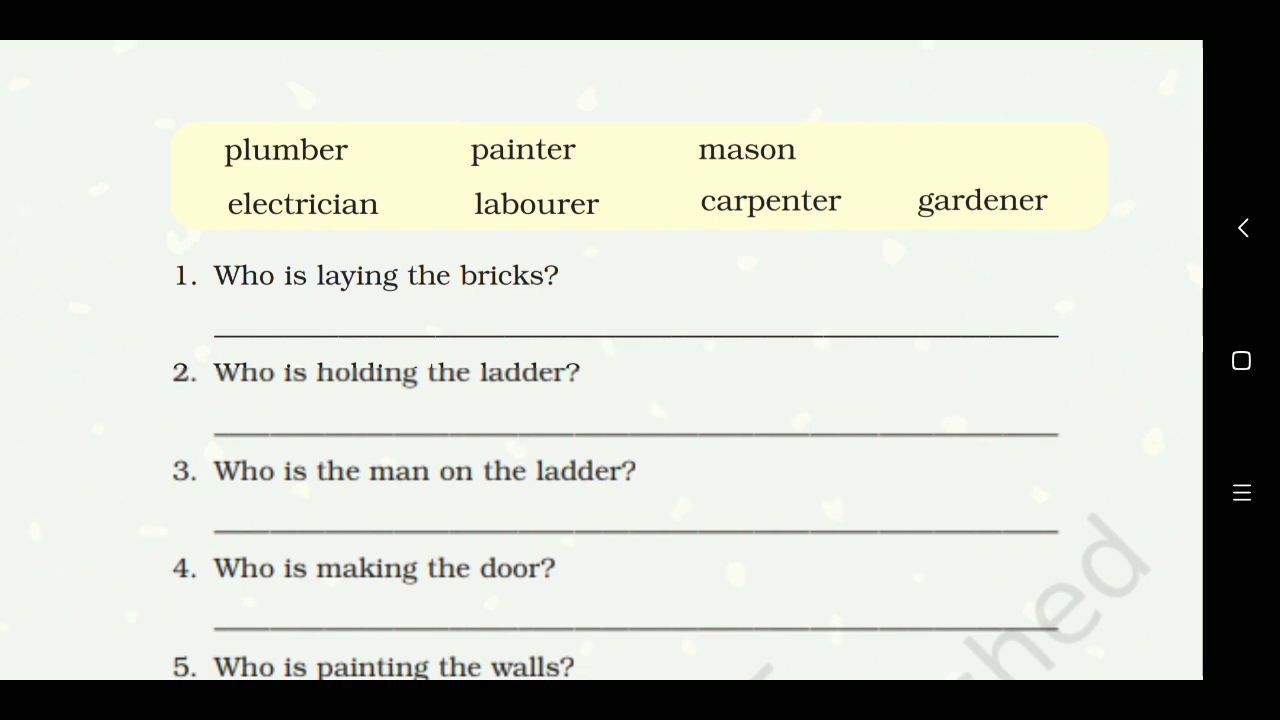 plumber painter mason
electrician labourer carpenter gardener
1. Who is laying the bricks?
2. Who is holding the ladder?
3. Who is the man on the ladder?
4. Who is making the door?
5. Who is painting the walls?